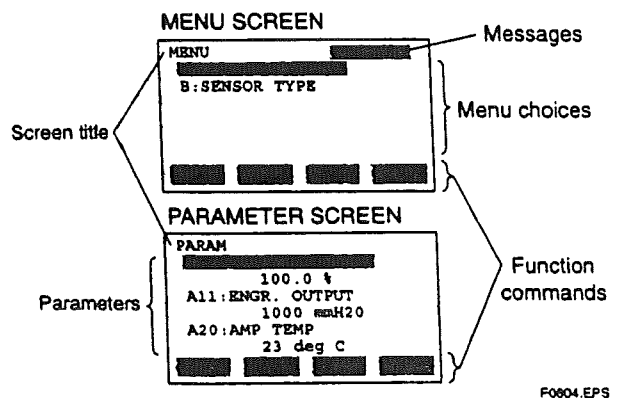 MENU SCREEN
Messages
MENU
B:SENSOR TYPE
Menu choices
Screen title
PARAMETER SCREEN
PARAM
100.0 %
A11:ENGR. OUTPUT
1000 mmH20
A20:AMP TEMP
23 deg C
Parameters
Function
commands
F0804.EPS